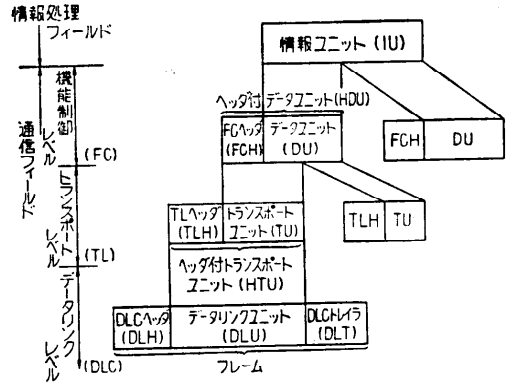 情報処理
フィールド
情報ユニット(IU)
機能制御
レベル
(FC)
通信フィールド
ヘッダ付データユニット(HDU)
FCヘッダ
(FCH)
データユニット
(DU)
FCH
DU
トランスポート
レベル
(TL)
TLヘッダ
(TLH)
トランスポート
ユニット(TU)
TLH
TU
ヘッダ付トランスポート
ユニット(HTU)
データリンク
レベル
(DLC)
DLCヘッダ
(DLH)
データリンクユニット
(DLU)
DLCトレイラ
(DLT)
フレーム